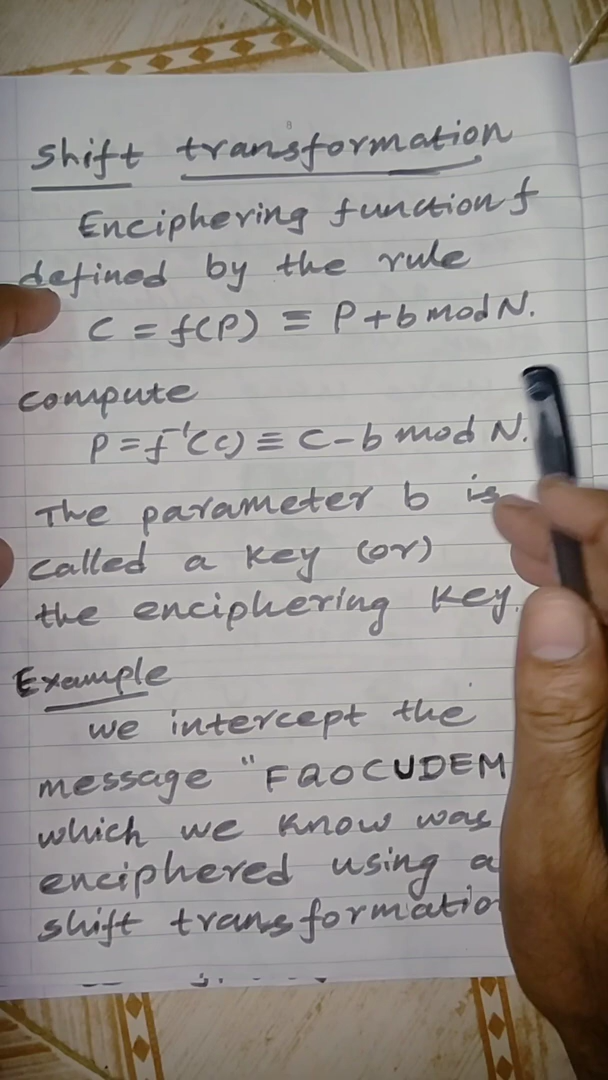 Shift transformation
Enciphering function f
defined by the rule
C = f(P) ≡ P + b mod N.
compute
P = f⁻¹(C) ≡ C - b mod N.
The parameter b is
called a key (or)
the enciphering key.
Example
we intercept the
message "FQOCUDEM
which we know was
enciphered using a
shift transformatio